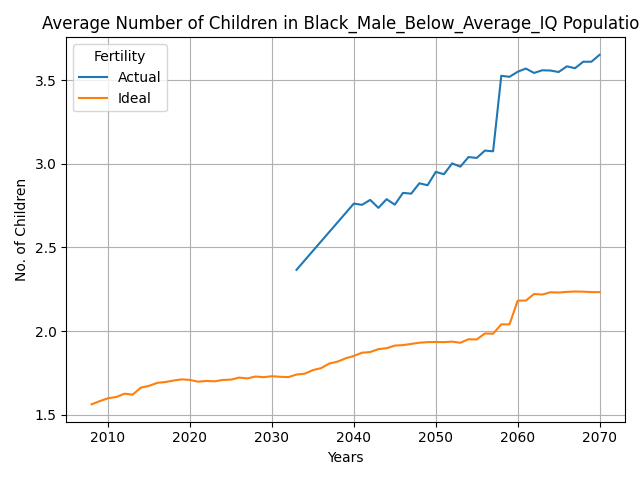 Average Number of Children in Black_Male_Below_Average_IQ Populatio
Fertility
Actual
Ideal
3.5
3.0
2.5
2.0
1.5
No. of Children
2010 2020 2030 2040 2050 2060 2070
Years